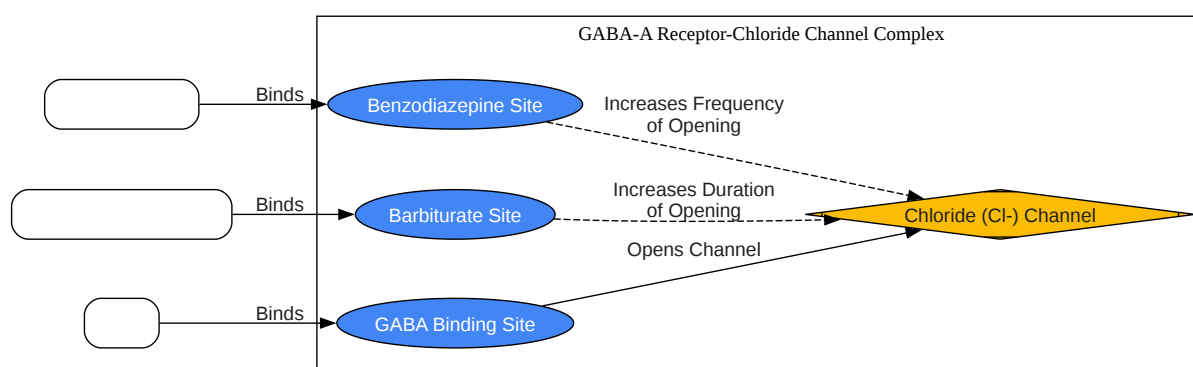 GABA-A Receptor-Chloride Channel Complex
Binds
Benzodiazepine Site
Increases Frequency
of Opening
Binds
Barbiturate Site
Increases Duration
of Opening
Chloride (Cl-) Channel
Opens Channel
Binds
GABA Binding Site